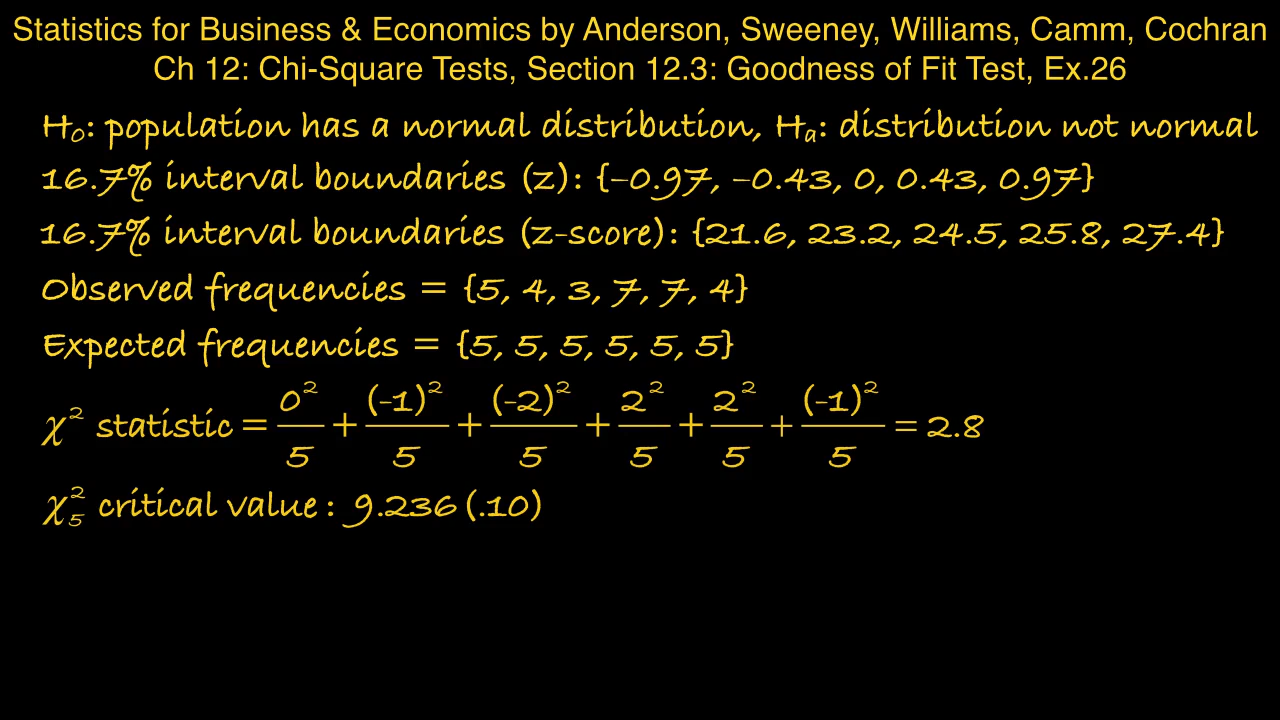 Statistics for Business & Economics by Anderson, Sweeney, Williams, Camm, Cochran
Ch 12: Chi-Square Tests, Section 12.3: Goodness of Fit Test, Ex.26
H₀: population has a normal distribution, Hₐ: distribution not normal
16.7% interval boundaries (z): {-0.97, -0.43, 0, 0.43, 0.97}
16.7% interval boundaries (z-score): {21.6, 23.2, 24.5, 25.8, 27.4}
Observed frequencies = {5, 4, 3, 7, 7, 4}
Expected frequencies = {5, 5, 5, 5, 5, 5}
χ² statistic = 0²/5 + (-1)²/5 + (-2)²/5 + 2²/5 + 2²/5 + (-1)²/5 = 2.8
χ²₅ critical value: 9.236 (.10)